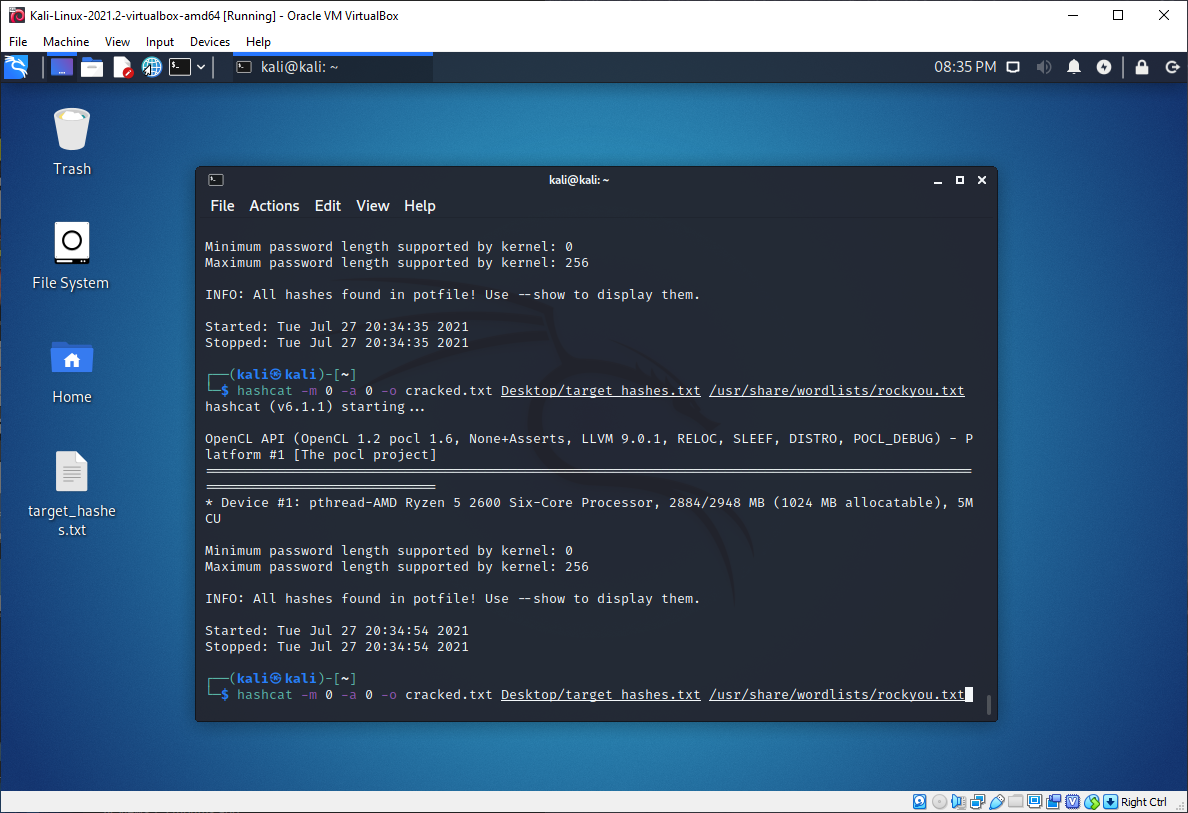 Kali-Linux-2021.2-virtualbox-amd64 [Running] - Oracle VM VirtualBox
File Machine View Input Devices Help
kali@kali: ~
08:35 PM
Trash
File System
Home
target_hashe
s.txt
kali@kali: ~
File Actions Edit View Help
Minimum password length supported by kernel: 0
Maximum password length supported by kernel: 256
INFO: All hashes found in potfile! Use --show to display them.
Started: Tue Jul 27 20:34:35 2021
Stopped: Tue Jul 27 20:34:35 2021
┌──(kali㉿kali)-[~]
└─$ hashcat -m 0 -a 0 -o cracked.txt Desktop/target_hashes.txt /usr/share/wordlists/rockyou.txt
hashcat (v6.1.1) starting...
OpenCL API (OpenCL 1.2 pocl 1.6, None+Asserts, LLVM 9.0.1, RELOC, SLEEF, DISTRO, POCL_DEBUG) - P
latform #1 [The pocl project]
* Device #1: pthread-AMD Ryzen 5 2600 Six-Core Processor, 2884/2948 MB (1024 MB allocatable), 5M
CU
Minimum password length supported by kernel: 0
Maximum password length supported by kernel: 256
INFO: All hashes found in potfile! Use --show to display them.
Started: Tue Jul 27 20:34:54 2021
Stopped: Tue Jul 27 20:34:54 2021
┌──(kali㉿kali)-[~]
└─$ hashcat -m 0 -a 0 -o cracked.txt Desktop/target_hashes.txt /usr/share/wordlists/rockyou.txt
Right Ctrl